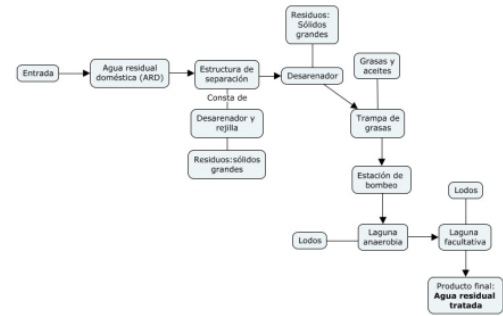 Residuos:
Sólidos
grandes
Entrada
Agua residual
doméstica (ARD)
Estructura de
separación
Desarenador
Grasas y
aceites
Consta de
Desarenador y
rejilla
Trampa de
grasas
Residuos:sólidos
grandes
Estación de
bombeo
Lodos
Lodos
Laguna
anaerobia
Laguna
facultativa
Producto final:
Agua residual
tratada